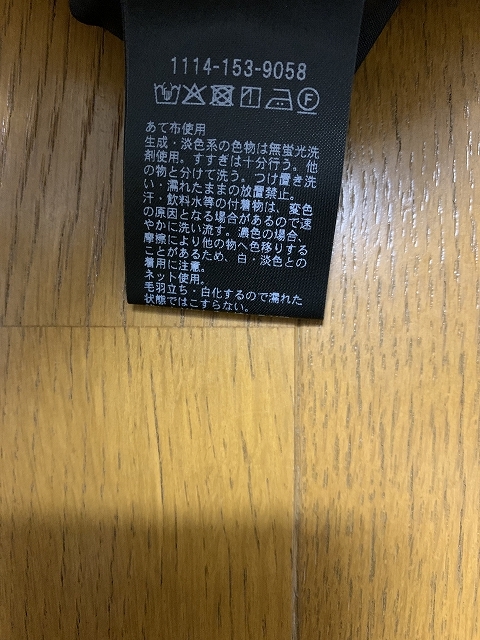 1114-153-9058
F
あて布使用
生成・淡色系の色物は無蛍光洗
剤使用。すすぎは十分行う。他
の物と分けて洗う。つけ置き洗
い・濡れたままの放置禁止。
汗・飲料水等の付着物は、変色
の原因となる場合があるので速
やかに洗い流す。濃色の場合、
摩擦により他の物へ色移りする
ことがあるため、白・淡色との
着用に注意。
ネット使用。
毛羽立ち・白化するので濡れた
状態ではこすらない。